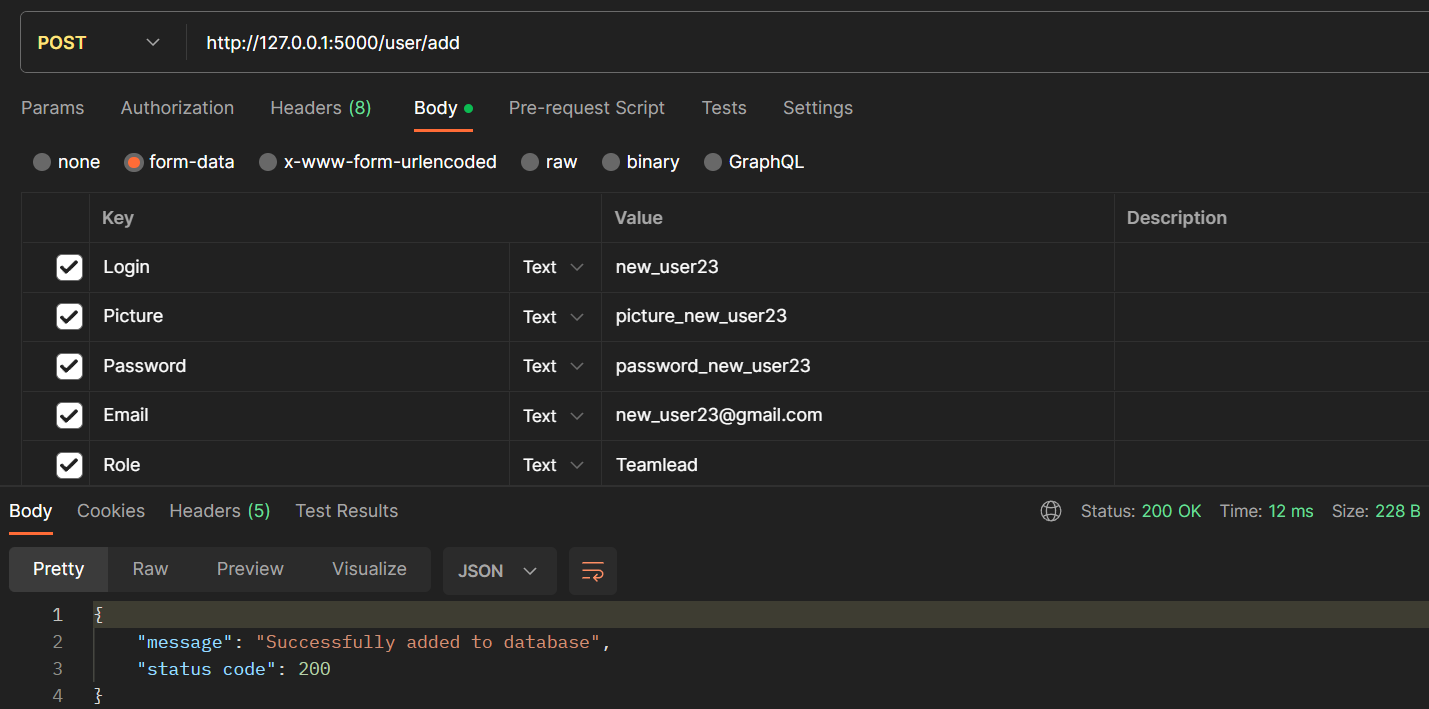 POST http://127.0.0.1:5000/user/add
Params Authorization Headers (8) Body Pre-request Script Tests Settings
none form-data x-www-form-urlencoded raw binary GraphQL
Key Value Description
Login Text new_user23
Picture Text picture_new_user23
Password Text password_new_user23
Email Text new_user23@gmail.com
Role Text Teamlead
Body Cookies Headers (5) Test Results Status: 200 OK Time: 12 ms Size: 228 B
Pretty Raw Preview Visualize JSON
1 {
2 "message": "Successfully added to database",
3 "status code": 200
4 }